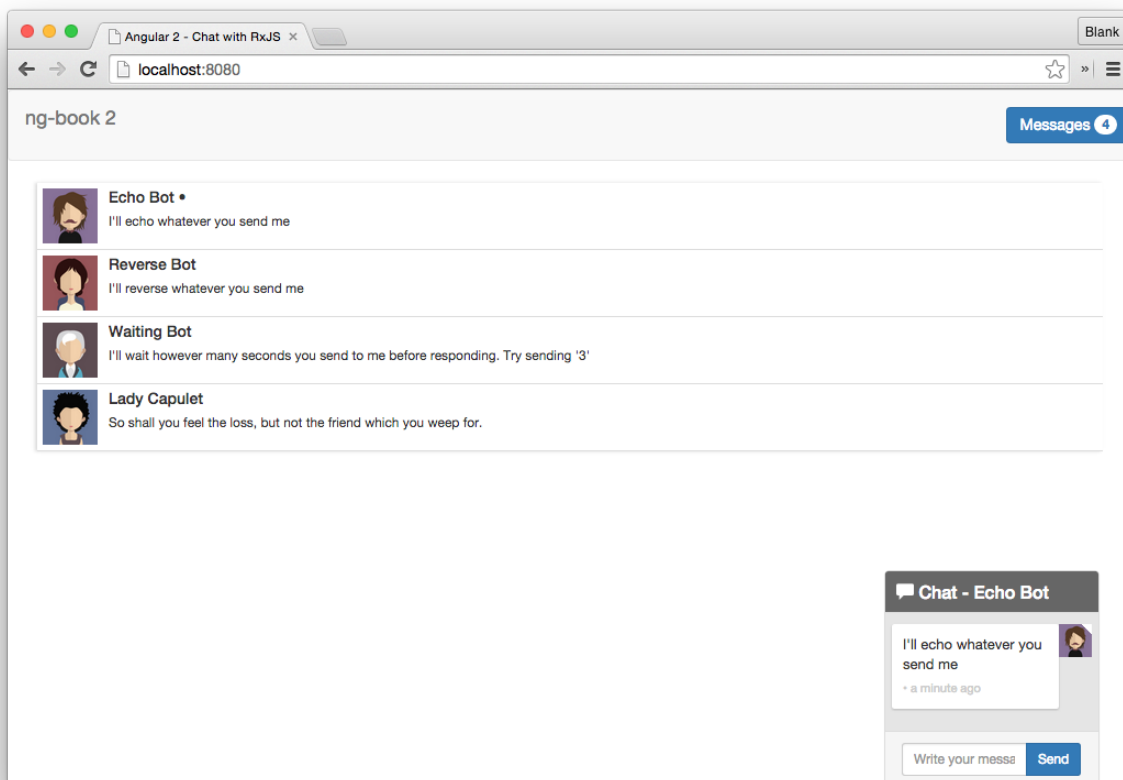 Angular 2 - Chat with RxJS
Blank
localhost:8080
ng-book 2
Messages 4
Echo Bot •
I'll echo whatever you send me
Reverse Bot
I'll reverse whatever you send me
Waiting Bot
I'll wait however many seconds you send to me before responding. Try sending '3'
Lady Capulet
So shall you feel the loss, but not the friend which you weep for.
Chat - Echo Bot
I'll echo whatever you
send me
• a minute ago
Write your messa
Send